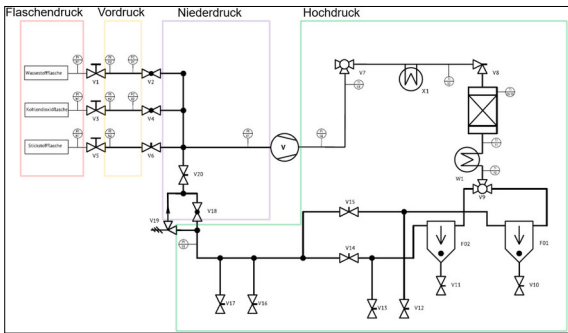 Flaschendruck Vordruck Niederdruck Hochdruck
V7
X1
V8
Wasserstoffflasche
V1
V2
Kohlendioxidflasche
V3
V4
Stickstoffflasche
V5
V6
V
W1
V20
V9
V19
V18
V15
F02
F01
V14
V13
V10
V17
V16
V13
V12